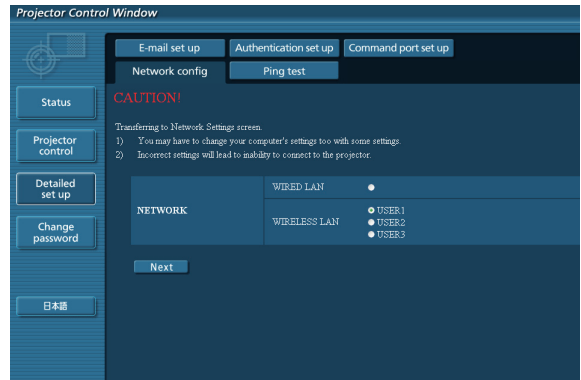 Projector Control Window
E-mail set up
Authentication set up
Command port set up
Network config
Ping test
Status
Projector
control
Detailed
set up
Change
password
日本語
CAUTION!
Transferring to Network Settings screen.
1) You may have to change your computer's settings too with some settings.
2) Incorrect settings will lead to inability to connect to the projector.
NETWORK
WIRED LAN
WIRELESS LAN
USER1
USER2
USER3
Next